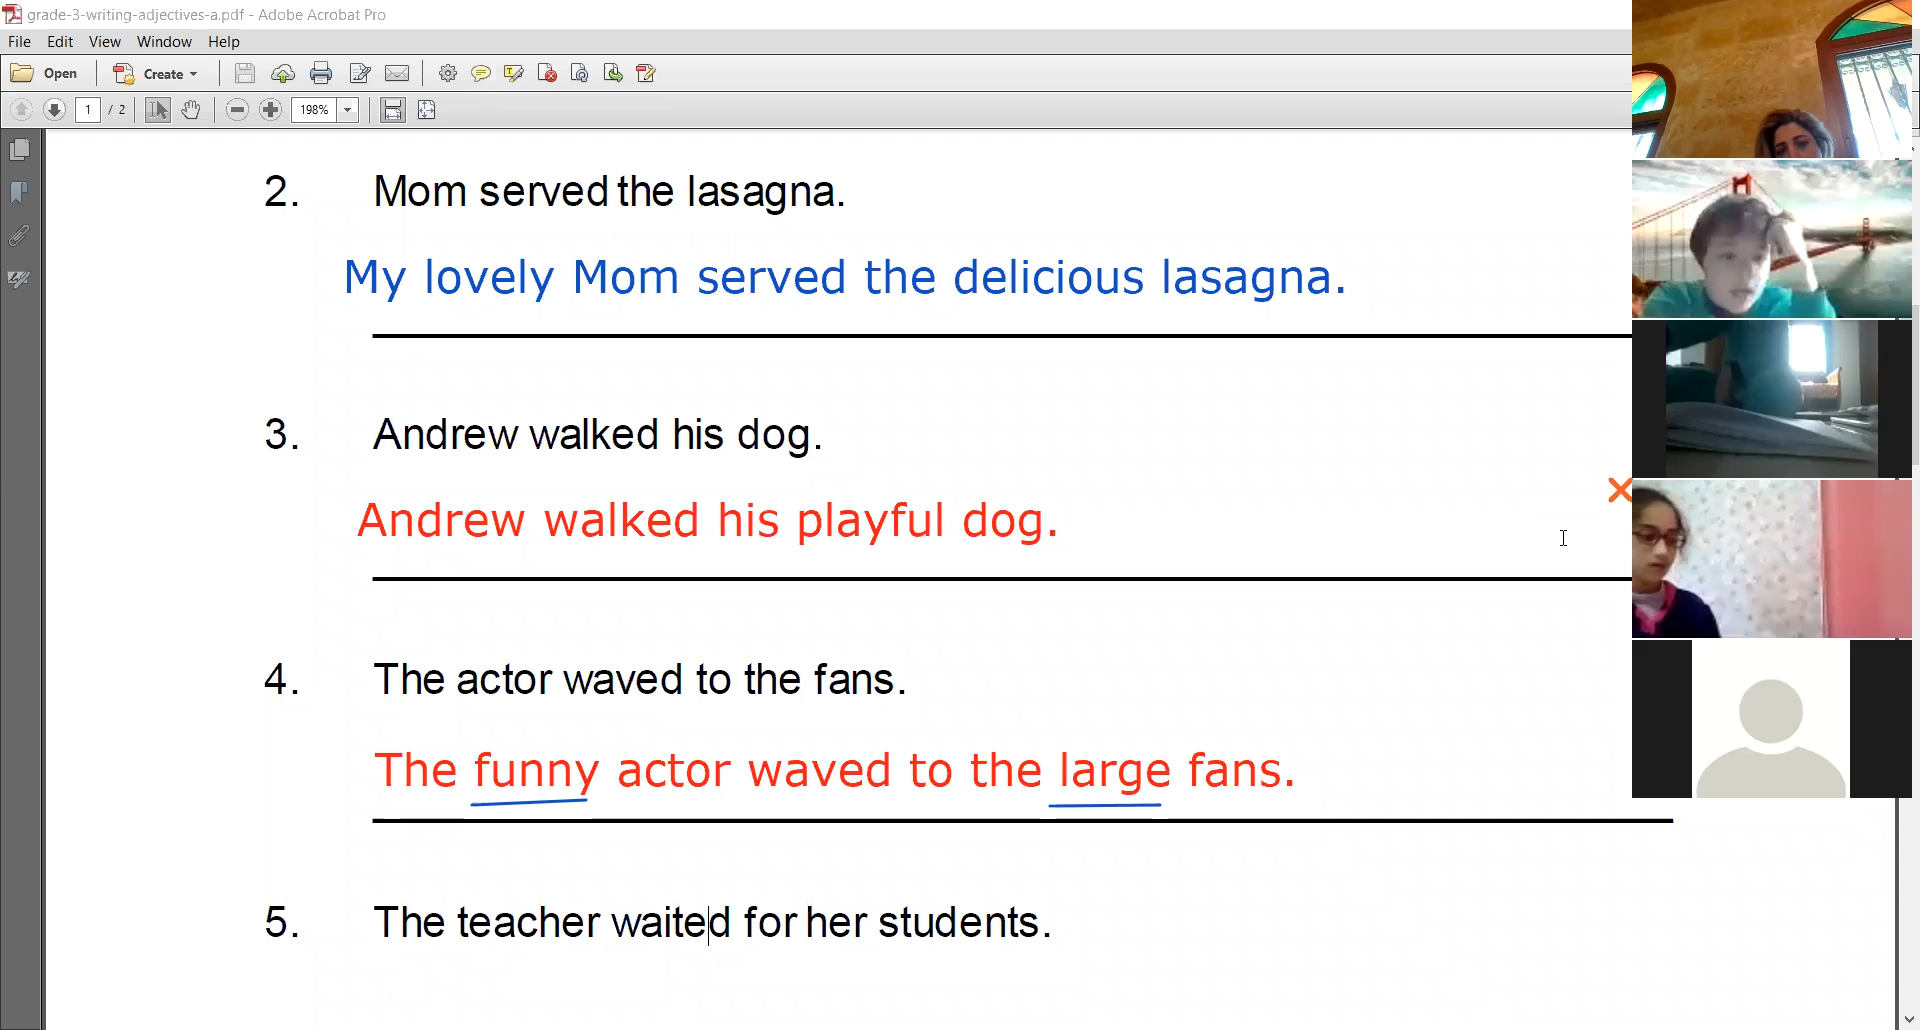 grade-3-writing-adjectives-a.pdf - Adobe Acrobat Pro
File Edit View Window Help
Open Create
1 / 2 198%
2. Mom served the lasagna.
My lovely Mom served the delicious lasagna.
3. Andrew walked his dog.
Andrew walked his playful dog.
4. The actor waved to the fans.
The funny actor waved to the large fans.
5. The teacher waited for her students.